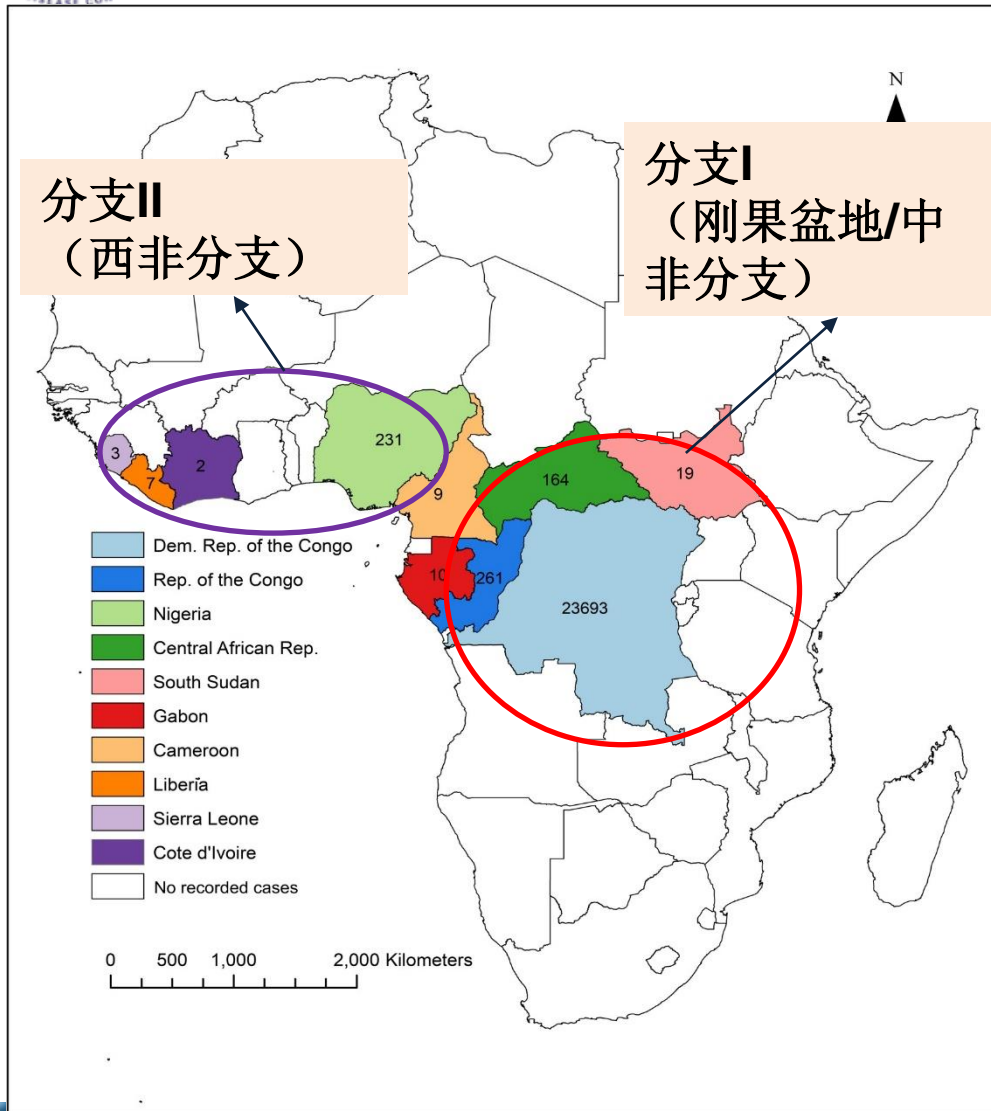 N
分支II
（西非分支）
分支I
（刚果盆地/中
非分支）
231
3
2
7
9
164
19
10
261
23693
Dem. Rep. of the Congo
Rep. of the Congo
Nigeria
Central African Rep.
South Sudan
Gabon
Cameroon
Liberia
Sierra Leone
Cote d'Ivoire
No recorded cases
0 500 1,000 2,000 Kilometers